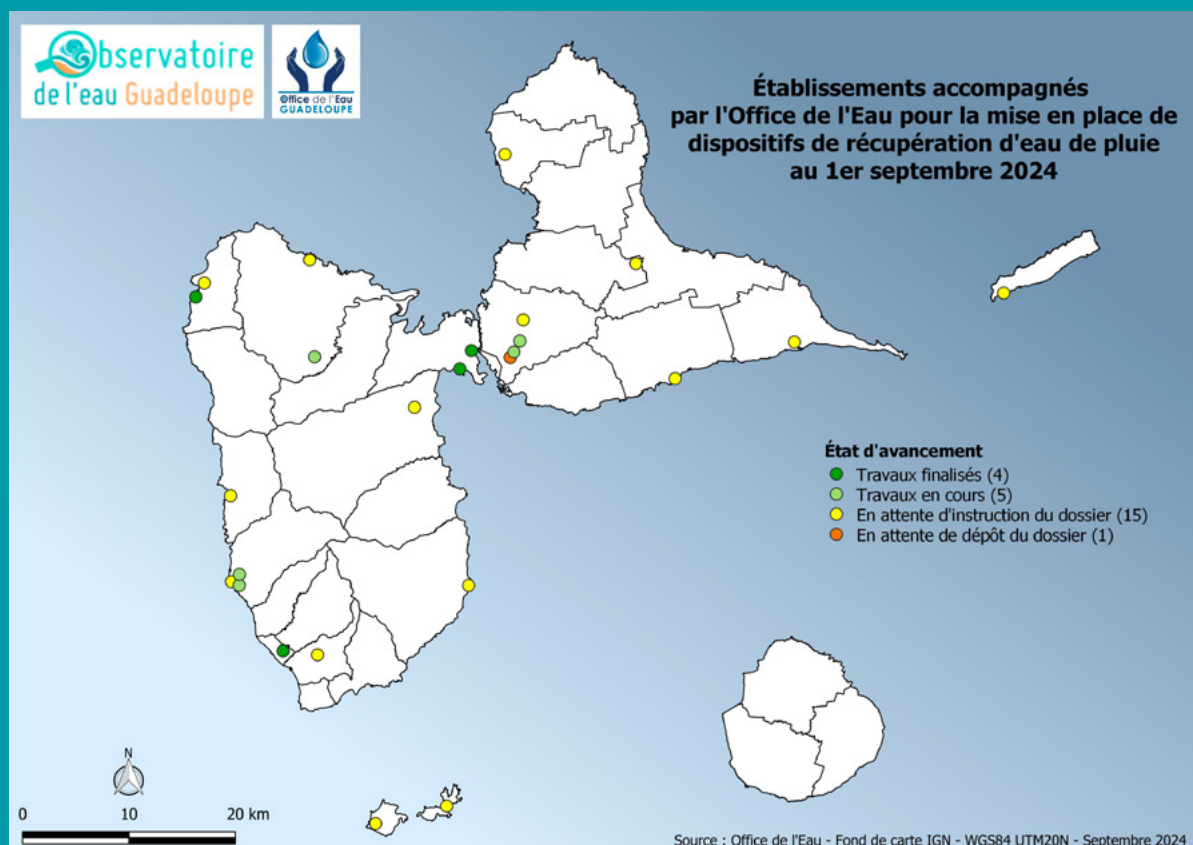 Observatoire
de l'eau Guadeloupe
Office de l'Eau
GUADELOUPE
Établissements accompagnés
par l'Office de l'Eau pour la mise en place de
dispositifs de récupération d'eau de pluie
au 1er septembre 2024
État d'avancement
Travaux finalisés (4)
Travaux en cours (5)
En attente d'instruction du dossier (15)
En attente de dépôt du dossier (1)
N
0 10 20 km
Source : Office de l'Eau - Fond de carte IGN - WGS84 UTM20N - Septembre 2024